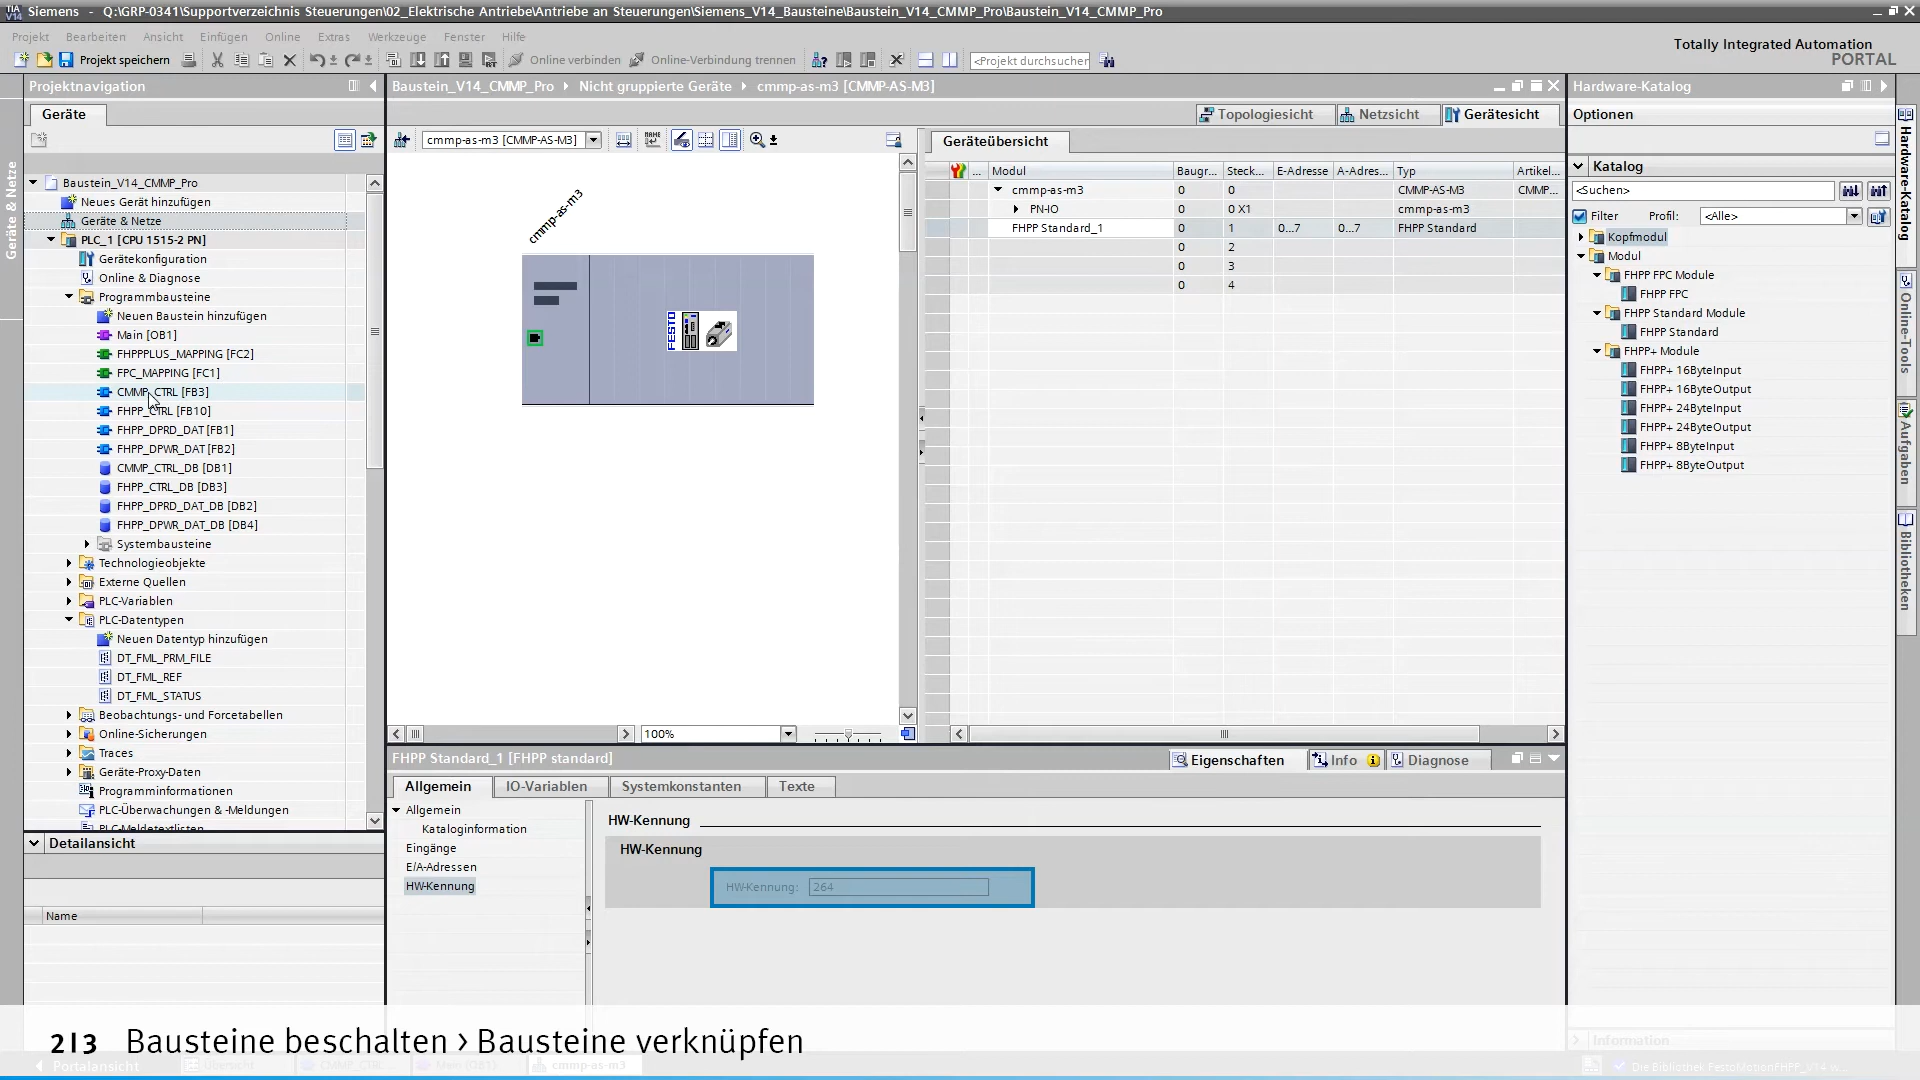 Siemens - Q:\GRP-0341\Supportverzeichnis Steuerungen\02_Elektrische Antriebe\Antriebe an Steuerungen\Siemens_V14_Bausteine\Baustein_V14_CMMP_Pro\Baustein_V14_CMMP_Pro
Projekt Bearbeiten Ansicht Einfügen Online Extras Werkzeuge Fenster Hilfe
Totally Integrated Automation
PORTAL
Projekt speichern Online verbinden Online-Verbindung trennen <Projekt durchsuchen
Projektnavigation
Baustein_V14_CMMP_Pro › Nicht gruppierte Geräte › cmmp-as-m3 [CMMP-AS-M3]
Hardware-Katalog
Geräte
Topologiesicht Netzsicht Gerätesicht
Optionen
cmmp-as-m3 [CMMP-AS-M3]
Geräteübersicht
Geräte & Netze
Baustein_V14_CMMP_Pro
Neues Gerät hinzufügen
Geräte & Netze
PLC_1 [CPU 1515-2 PN]
Gerätekonfiguration
Online & Diagnose
Programmbausteine
Neuen Baustein hinzufügen
Main [OB1]
FHPPPLUS_MAPPING [FC2]
FPC_MAPPING [FC1]
CMMP_CTRL [FB3]
FHPP_CTRL [FB10]
FHPP_DPRD_DAT [FB1]
FHPP_DPWR_DAT [FB2]
CMMP_CTRL_DB [DB1]
FHPP_CTRL_DB [DB3]
FHPP_DPRD_DAT_DB [DB2]
FHPP_DPWR_DAT_DB [DB4]
Systembausteine
Technologieobjekte
Externe Quellen
PLC-Variablen
PLC-Datentypen
Neuen Datentyp hinzufügen
DT_FML_PRM_FILE
DT_FML_REF
DT_FML_STATUS
Beobachtungs- und Forcetabellen
Online-Sicherungen
Traces
Geräte-Proxy-Daten
Programminformationen
PLC-Überwachungen & -Meldungen
PLC-Meldetextlisten
Detailansicht
Name
cmmp-as-m3
FESTO
100%
... Modul Baugr... Steck... E-Adresse A-Adres... Typ Artikel...
cmmp-as-m3 0 0 CMMP-AS-M3 CMMP...
PN-IO 0 0 X1 cmmp-as-m3
FHPP Standard_1 0 1 0...7 0...7 FHPP Standard
0 2
0 3
0 4
Katalog
<Suchen>
Filter Profil: <Alle>
Kopfmodul
Modul
FHPP FPC Module
FHPP FPC
FHPP Standard Module
FHPP Standard
FHPP+ Module
FHPP+ 16ByteInput
FHPP+ 16ByteOutput
FHPP+ 24ByteInput
FHPP+ 24ByteOutput
FHPP+ 8ByteInput
FHPP+ 8ByteOutput
Hardware-Katalog
Online-Tools
Aufgaben
Bibliotheken
FHPP Standard_1 [FHPP standard]
Eigenschaften Info Diagnose
Allgemein IO-Variablen Systemkonstanten Texte
Allgemein
Kataloginformation
Eingänge
E/A-Adressen
HW-Kennung
HW-Kennung
HW-Kennung
HW-Kennung: 264
Information
2|3 Bausteine beschalten > Bausteine verknüpfen
Portalansicht Übersicht Main (OB1) cmmp-as-m3